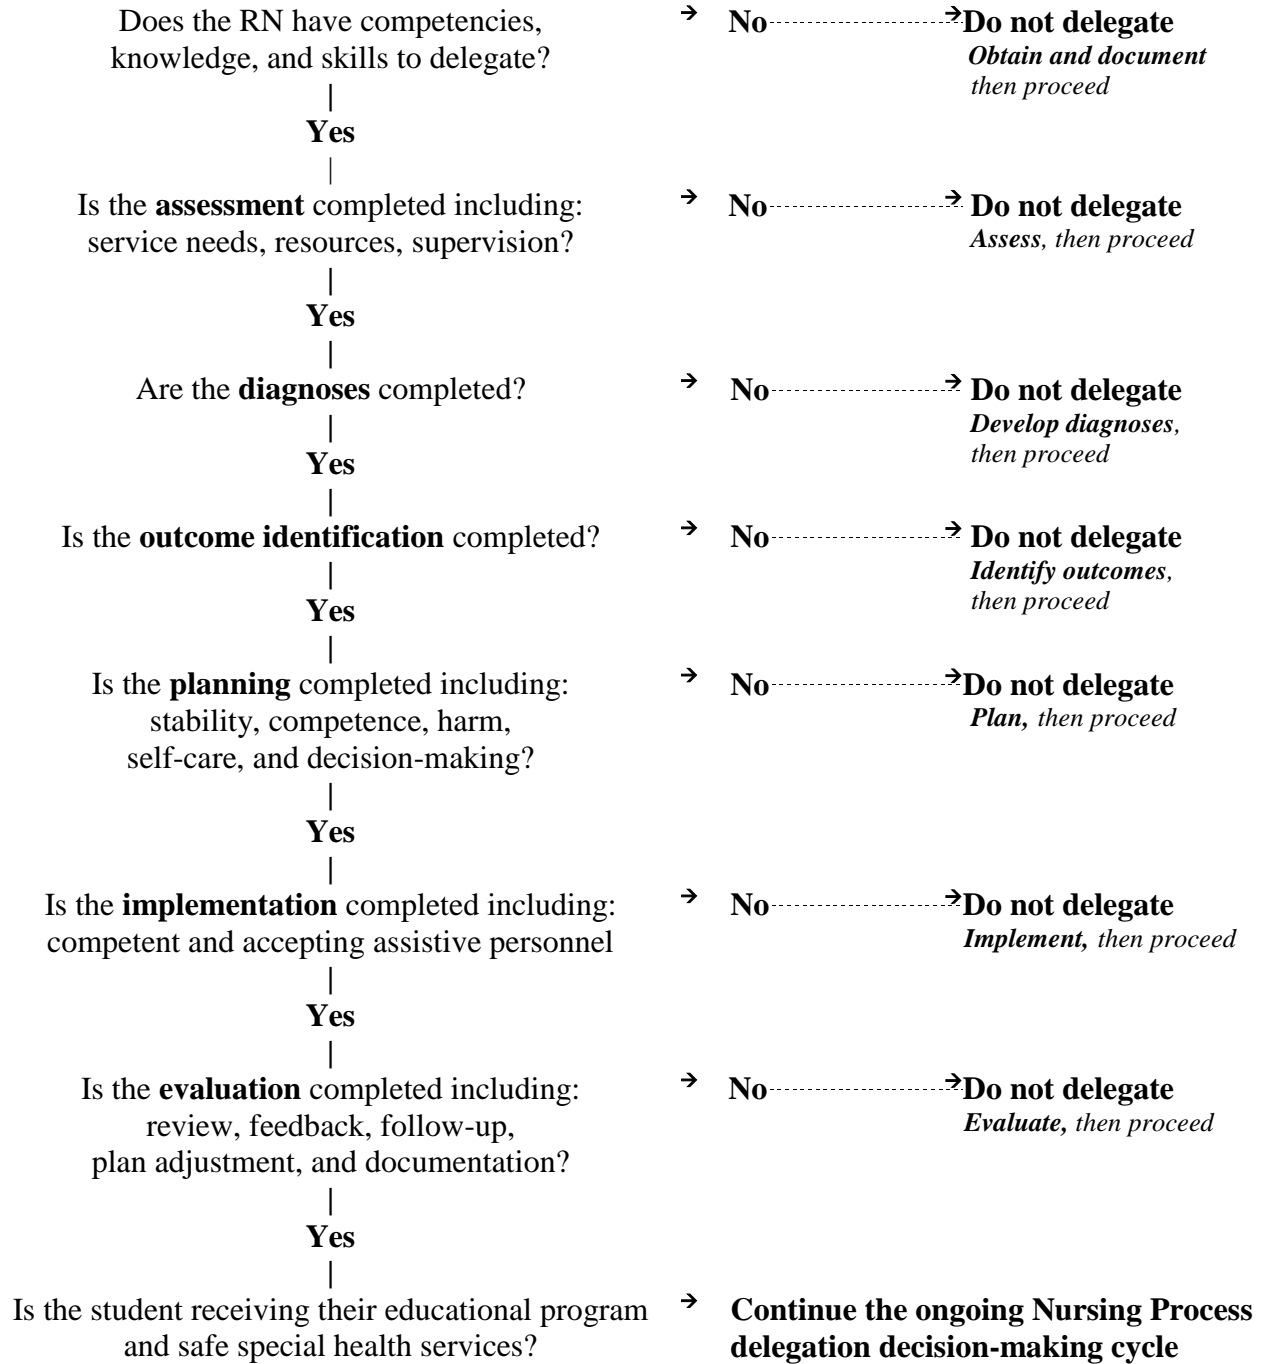 Does the RN have competencies,
knowledge, and skills to delegate?
→ No → Do not delegate
Obtain and document
then proceed
|
Yes
|
Is the assessment completed including:
service needs, resources, supervision?
→ No → Do not delegate
Assess, then proceed
|
Yes
|
Are the diagnoses completed?
→ No → Do not delegate
Develop diagnoses,
then proceed
|
Yes
|
Is the outcome identification completed?
→ No → Do not delegate
Identify outcomes,
then proceed
|
Yes
|
Is the planning completed including:
stability, competence, harm,
self-care, and decision-making?
→ No → Do not delegate
Plan, then proceed
|
Yes
|
Is the implementation completed including:
competent and accepting assistive personnel
→ No → Do not delegate
Implement, then proceed
|
Yes
|
Is the evaluation completed including:
review, feedback, follow-up,
plan adjustment, and documentation?
→ No → Do not delegate
Evaluate, then proceed
|
Yes
|
Is the student receiving their educational program
and safe special health services?
→ Continue the ongoing Nursing Process
delegation decision-making cycle